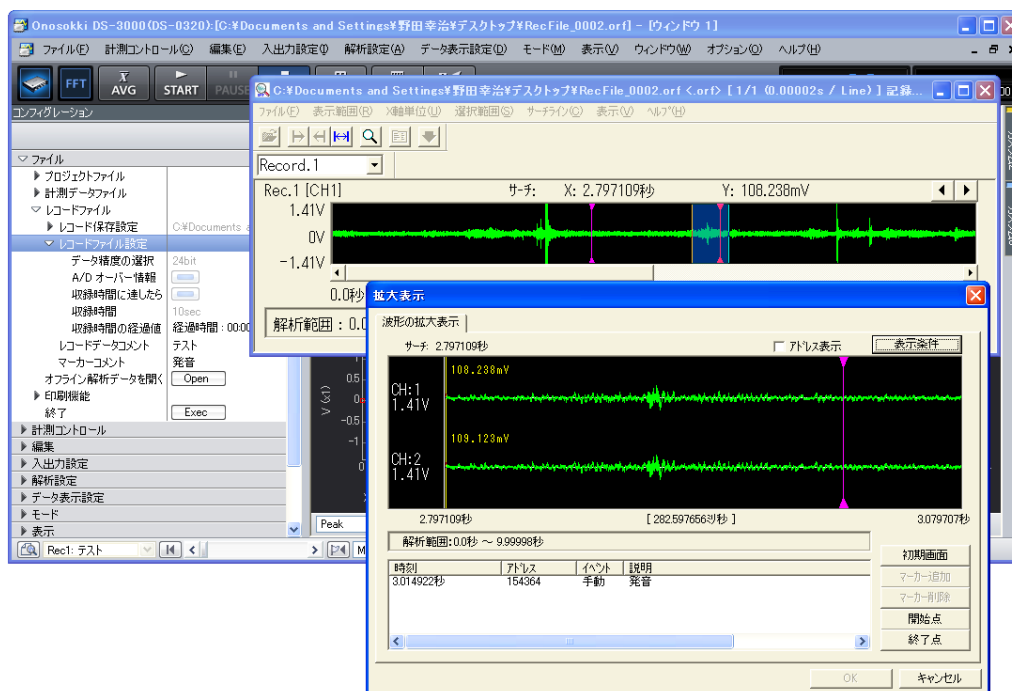 Onosokki DS-3000(DS-0320):[C:¥Documents and Settings¥野田幸治¥デスクトップ¥RecFile_0002.orf] - [ウィンドウ 1]
ファイル(F) 計測コントロール(C) 編集(E) 入出力設定(I) 解析設定(A) データ表示設定(D) モード(M) 表示(V) ウィンドウ(W) オプション(O) ヘルプ(H)
FFT
X AVG
START
PAUSE
コンフィグレーション
▽ファイル
プロジェクトファイル
計測データファイル
レコードファイル
レコード保存設定 C:¥Documents a
レコードファイル設定
データ精度の選択 24bit
A/D オーバー情報
収録時間に達したら
収録時間 10sec
収録時間の経過値 経過時間 : 00:00
レコードデータコメント テスト
マーカーコメント 発音
オフライン解析データを開く Open
印刷機能
終了 Exec
計測コントロール
編集
入出力設定
解析設定
データ表示設定
モード
表示
Rec1: テスト
0.5
0
-0.5
-1
V (x1)
0
Peak
M
C:¥Documents and Settings¥野田幸治¥デスクトップ¥RecFile_0002.orf <.orf> [ 1/1 (0.00002s / Line) ] 記録...
ファイル(F) 表示範囲(R) X軸単位(U) 選択範囲(S) サーチライン(C) 表示(V) ヘルプ(H)
Record.1
Rec.1 [CH1] サーチ: X: 2.797109秒 Y: 108.238mV
1.41V
0V
-1.41V
0.0秒
解析範囲 : 0.0
拡大表示
波形の拡大表示
サーチ: 2.797109秒 アドレス表示 表示条件
108.238mV
CH:1
1.41V
109.123mV
CH:2
1.41V
2.797109秒 [ 282.597656ミリ秒 ] 3.079707秒
解析範囲:0.0秒 ～ 9.99998秒
時刻 アドレス イベント 説明
3.014922秒 154364 手動 発音
初期画面
マーカー追加
マーカー削除
開始点
終了点
OK キャンセル